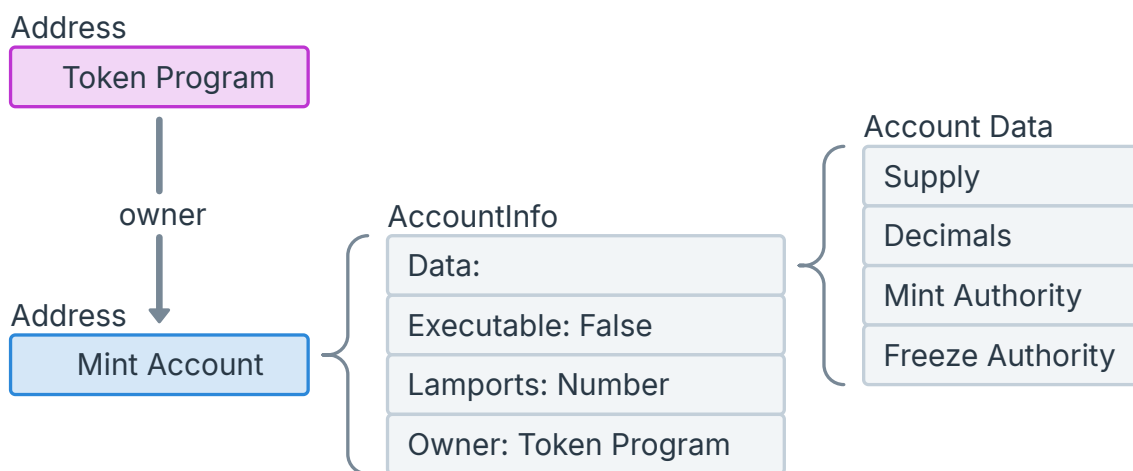 Address
Token Program
owner
Address
Mint Account
AccountInfo
Data:
Executable: False
Lamports: Number
Owner: Token Program
Account Data
Supply
Decimals
Mint Authority
Freeze Authority